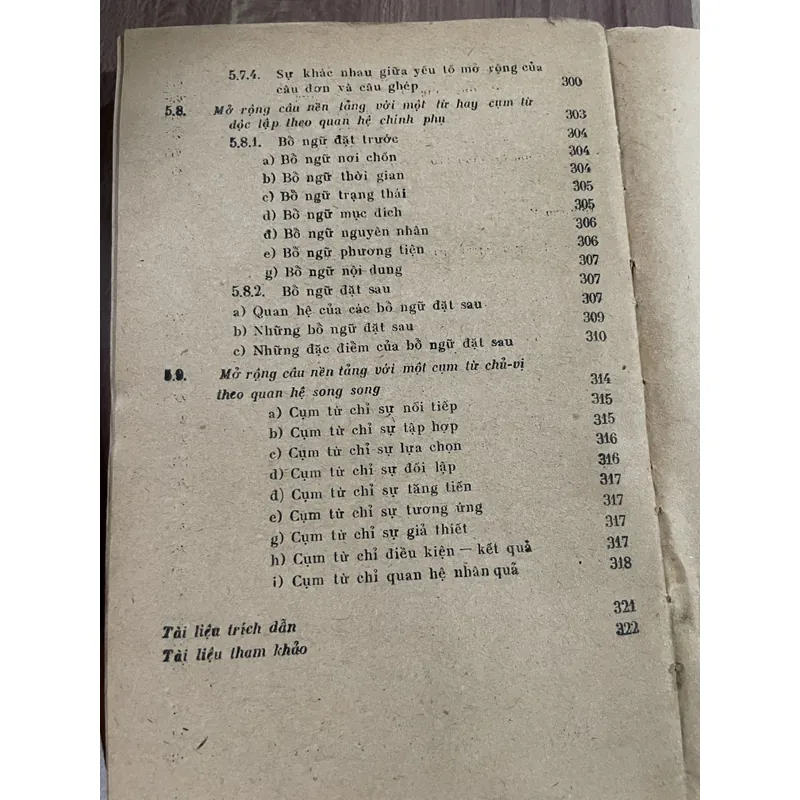 5.7.4. Sự khác nhau giữa yếu tố mở rộng của
câu đơn và câu ghép 300
5.8. Mở rộng câu nền tảng với một từ hay cụm từ
độc lập theo quan hệ chính phụ 303
5.8.1. Bổ ngữ đặt trước 304
a) Bổ ngữ nơi chốn 304
b) Bổ ngữ thời gian 304
c) Bổ ngữ trạng thái 305
d) Bổ ngữ mục đích 305
đ) Bổ ngữ nguyên nhân 306
e) Bổ ngữ phương tiện 306
g) Bổ ngữ nội dung 307
5.8.2. Bổ ngữ đặt sau 307
a) Quan hệ của các bổ ngữ đặt sau 307
b) Những bổ ngữ đặt sau 309
c) Những đặc điểm của bổ ngữ đặt sau 310
5.9. Mở rộng câu nền tảng với một cụm từ chủ-vị
theo quan hệ song song 314
a) Cụm từ chỉ sự nối tiếp 315
b) Cụm từ chỉ sự tập hợp 315
c) Cụm từ chỉ sự lựa chọn 316
d) Cụm từ chỉ sự đối lập 316
đ) Cụm từ chỉ sự tăng tiến 317
e) Cụm từ chỉ sự tương ứng 317
g) Cụm từ chỉ sự giả thiết 317
h) Cụm từ chỉ điều kiện — kết quả 317
i) Cụm từ chỉ quan hệ nhân quả 318
Tài liệu trích dẫn 321
Tài liệu tham khảo 322